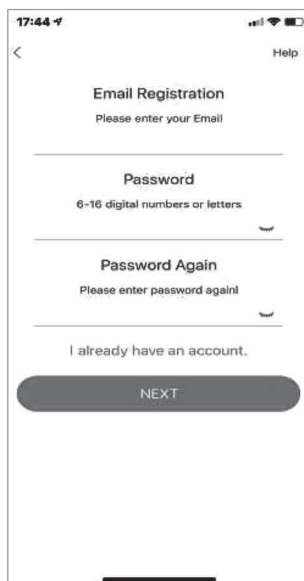 17:44
Help
Email Registration
Please enter your Email
Password
6-16 digital numbers or letters
Password Again
Please enter password again!
I already have an account.
NEXT